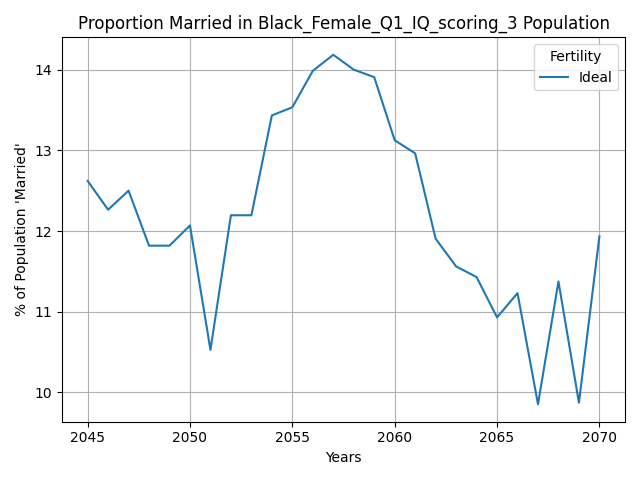 Proportion Married in Black_Female_Q1_IQ_scoring_3 Population
Fertility
Ideal
% of Population 'Married'
14
13
12
11
10
2045
2050
2055
2060
2065
2070
Years